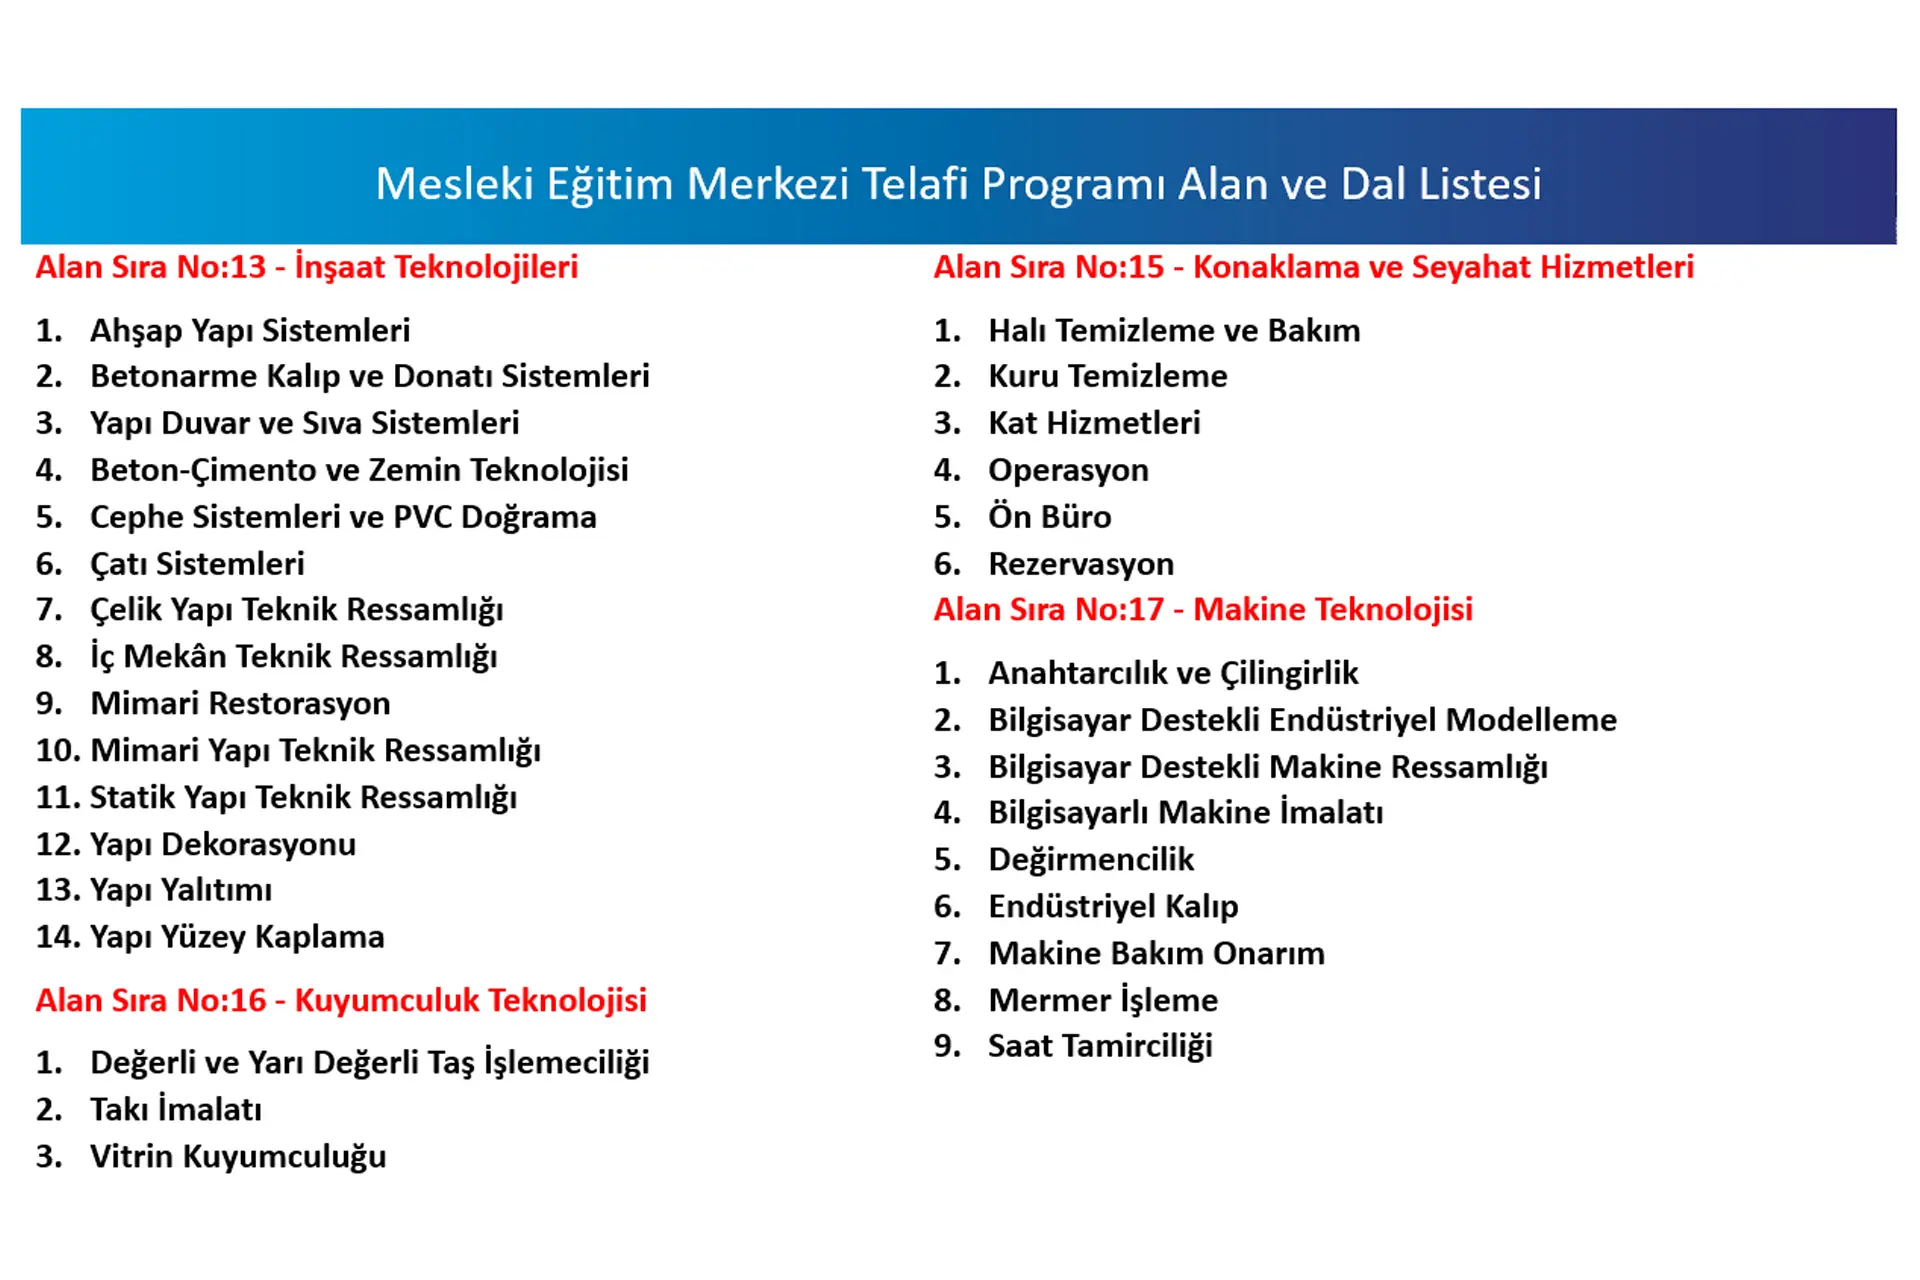 Mesleki Eğitim Merkezi Telafi Programı Alan ve Dal Listesi
Alan Sıra No:13 - İnşaat Teknolojileri
1. Ahşap Yapı Sistemleri
2. Betonarme Kalıp ve Donatı Sistemleri
3. Yapı Duvar ve Sıva Sistemleri
4. Beton-Çimento ve Zemin Teknolojisi
5. Cephe Sistemleri ve PVC Doğrama
6. Çatı Sistemleri
7. Çelik Yapı Teknik Ressamlığı
8. İç Mekân Teknik Ressamlığı
9. Mimari Restorasyon
10. Mimari Yapı Teknik Ressamlığı
11. Statik Yapı Teknik Ressamlığı
12. Yapı Dekorasyonu
13. Yapı Yalıtımı
14. Yapı Yüzey Kaplama
Alan Sıra No:16 - Kuyumculuk Teknolojisi
1. Değerli ve Yarı Değerli Taş İşlemeciliği
2. Takı İmalatı
3. Vitrin Kuyumculuğu
Alan Sıra No:15 - Konaklama ve Seyahat Hizmetleri
1. Halı Temizleme ve Bakım
2. Kuru Temizleme
3. Kat Hizmetleri
4. Operasyon
5. Ön Büro
6. Rezervasyon
Alan Sıra No:17 - Makine Teknolojisi
1. Anahtarcılık ve Çilingirlik
2. Bilgisayar Destekli Endüstriyel Modelleme
3. Bilgisayar Destekli Makine Ressamlığı
4. Bilgisayarlı Makine İmalatı
5. Değirmencilik
6. Endüstriyel Kalıp
7. Makine Bakım Onarım
8. Mermer İşleme
9. Saat Tamirciliği